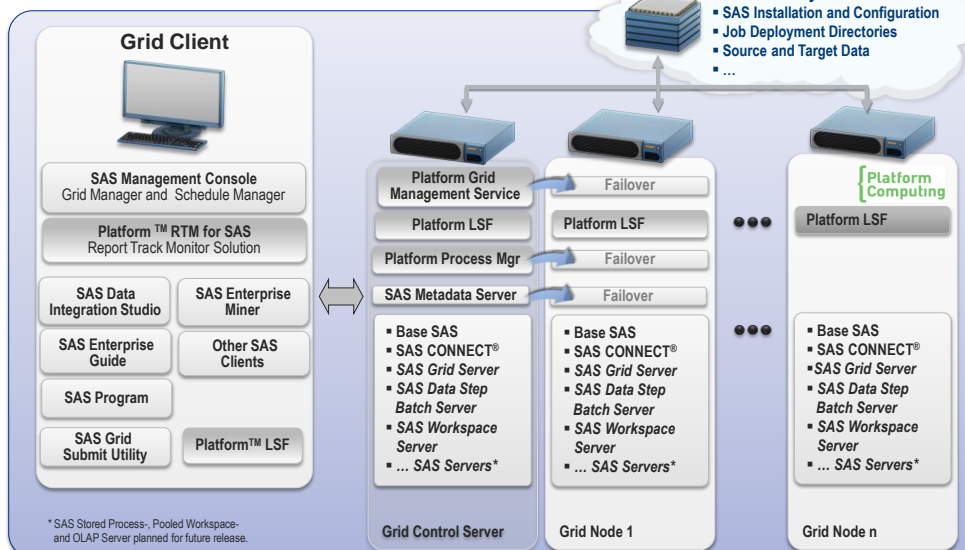 ▪ SAS Installation and Configuration
▪ Job Deployment Directories
▪ Source and Target Data
▪ ...
Grid Client
SAS Management Console
Grid Manager and Schedule Manager
Platform ™ RTM for SAS
Report Track Monitor Solution
SAS Data
Integration Studio
SAS Enterprise
Miner
SAS Enterprise
Guide
Other SAS
Clients
SAS Program
SAS Grid
Submit Utility
Platform™ LSF
* SAS Stored Process-, Pooled Workspace-
and OLAP Server planned for future release.
Platform Grid
Management Service
Platform LSF
Platform Process Mgr
SAS Metadata Server
▪ Base SAS
▪ SAS CONNECT®
▪ SAS Grid Server
▪ SAS Data Step
Batch Server
▪ SAS Workspace
Server
▪ ... SAS Servers*
Grid Control Server
Failover
Platform LSF
Failover
Failover
▪ Base SAS
▪ SAS CONNECT®
▪ SAS Grid Server
▪ SAS Data Step
Batch Server
▪ SAS Workspace
Server
▪ ... SAS Servers*
Grid Node 1
Platform
Computing
Platform LSF
▪ Base SAS
▪ SAS CONNECT®
▪SAS Grid Server
▪ SAS Data Step
Batch Server
▪ SAS Workspace
Server
▪ ... SAS Servers*
Grid Node n